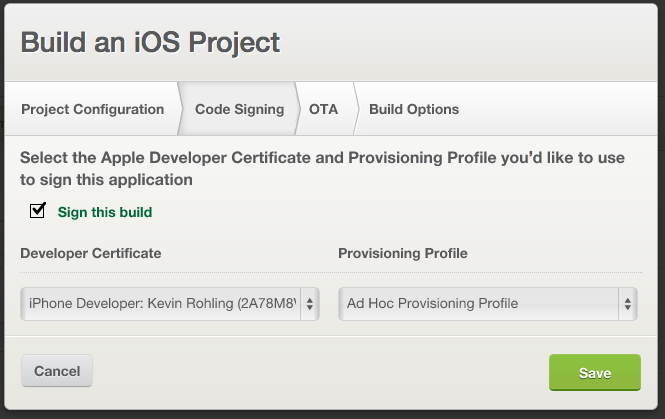 Build an iOS Project
Project Configuration
Code Signing
OTA
Build Options
Select the Apple Developer Certificate and Provisioning Profile you'd like to use
to sign this application
Sign this build
Developer Certificate
Provisioning Profile
iPhone Developer: Kevin Rohling (2A78M8
Ad Hoc Provisioning Profile
Cancel
Save